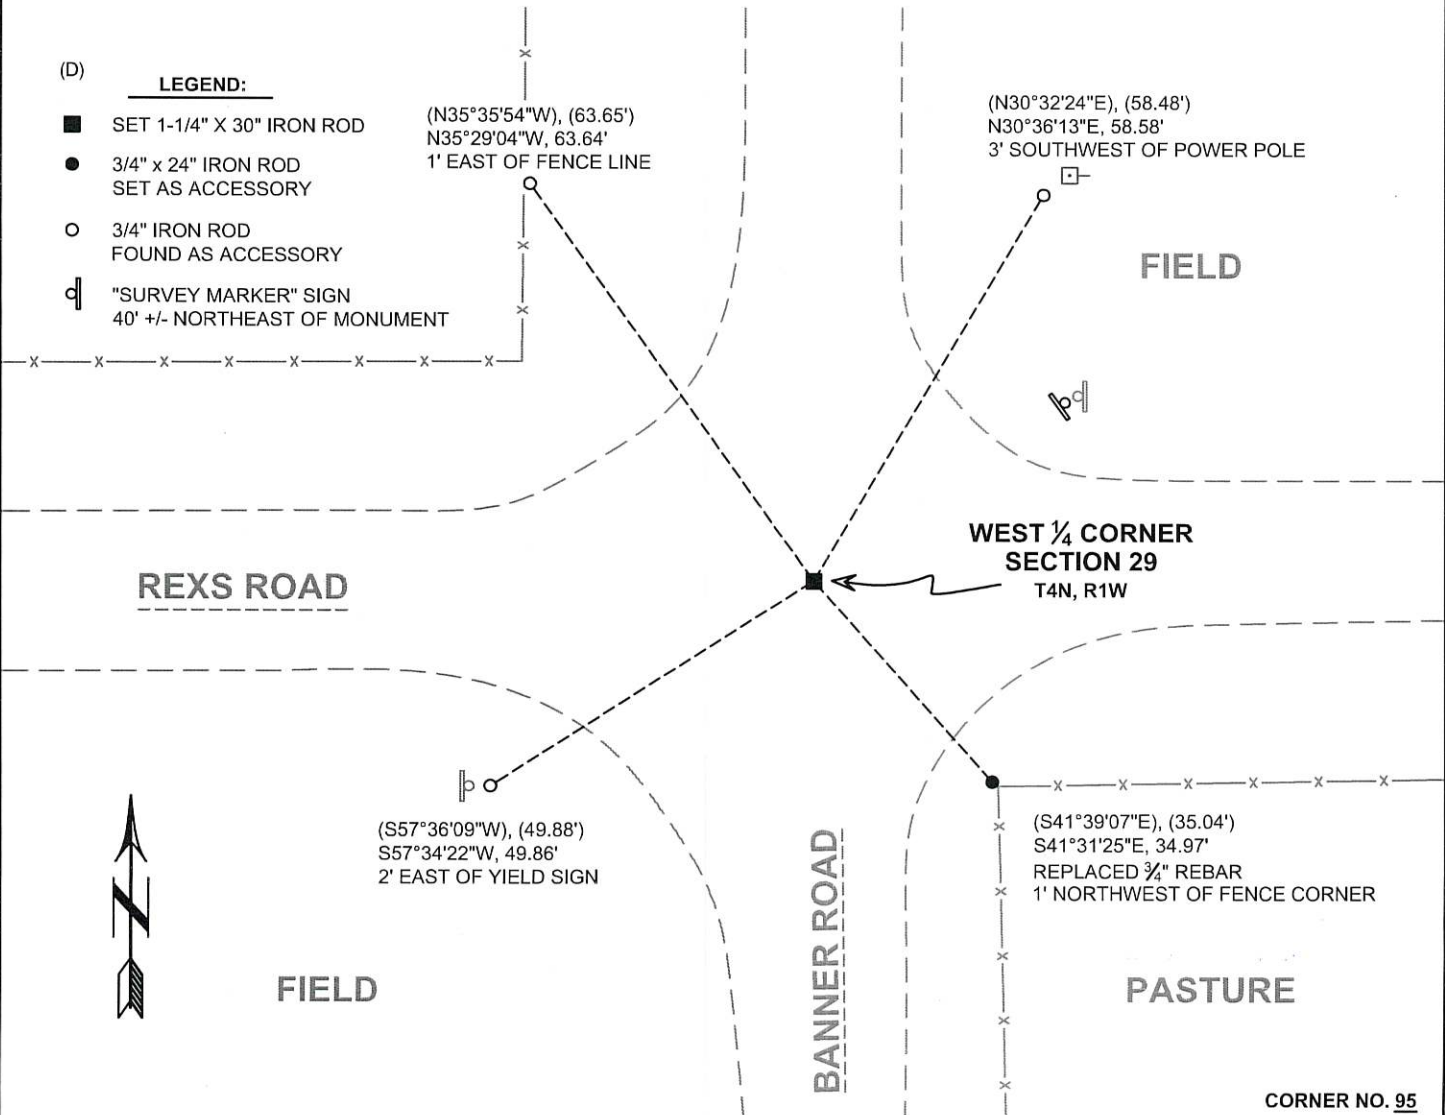 (D)
LEGEND:
SET 1-1/4" X 30" IRON ROD
3/4" x 24" IRON ROD
SET AS ACCESSORY
3/4" IRON ROD
FOUND AS ACCESSORY
"SURVEY MARKER" SIGN
40' +/- NORTHEAST OF MONUMENT
(N35°35'54"W), (63.65')
N35°29'04"W, 63.64'
1' EAST OF FENCE LINE
(N30°32'24"E), (58.48')
N30°36'13"E, 58.58'
3' SOUTHWEST OF POWER POLE
FIELD
WEST ¼ CORNER
SECTION 29
T4N, R1W
REXS ROAD
(S57°36'09"W), (49.88')
S57°34'22"W, 49.86'
2' EAST OF YIELD SIGN
(S41°39'07"E), (35.04')
S41°31'25"E, 34.97'
REPLACED ¾" REBAR
1' NORTHWEST OF FENCE CORNER
BANNER ROAD
N
FIELD
PASTURE
CORNER NO. 95